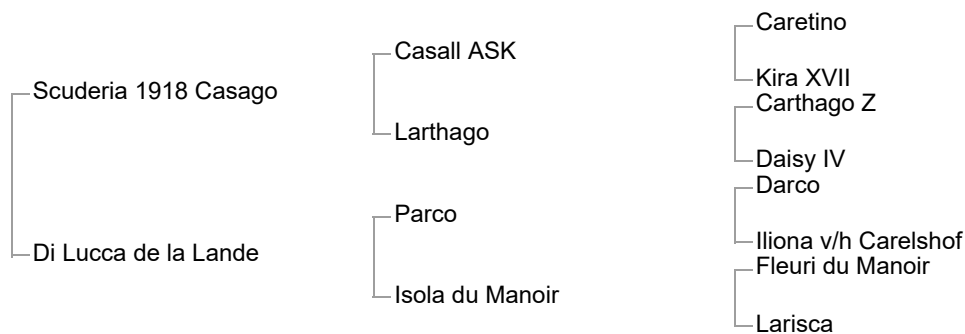 Caretino
Casall ASK
Kira XVII
Scuderia 1918 Casago
Carthago Z
Larthago
Daisy IV
Darco
Parco
Iliona v/h Carelshof
Di Lucca de la Lande
Fleuri du Manoir
Isola du Manoir
Larisca